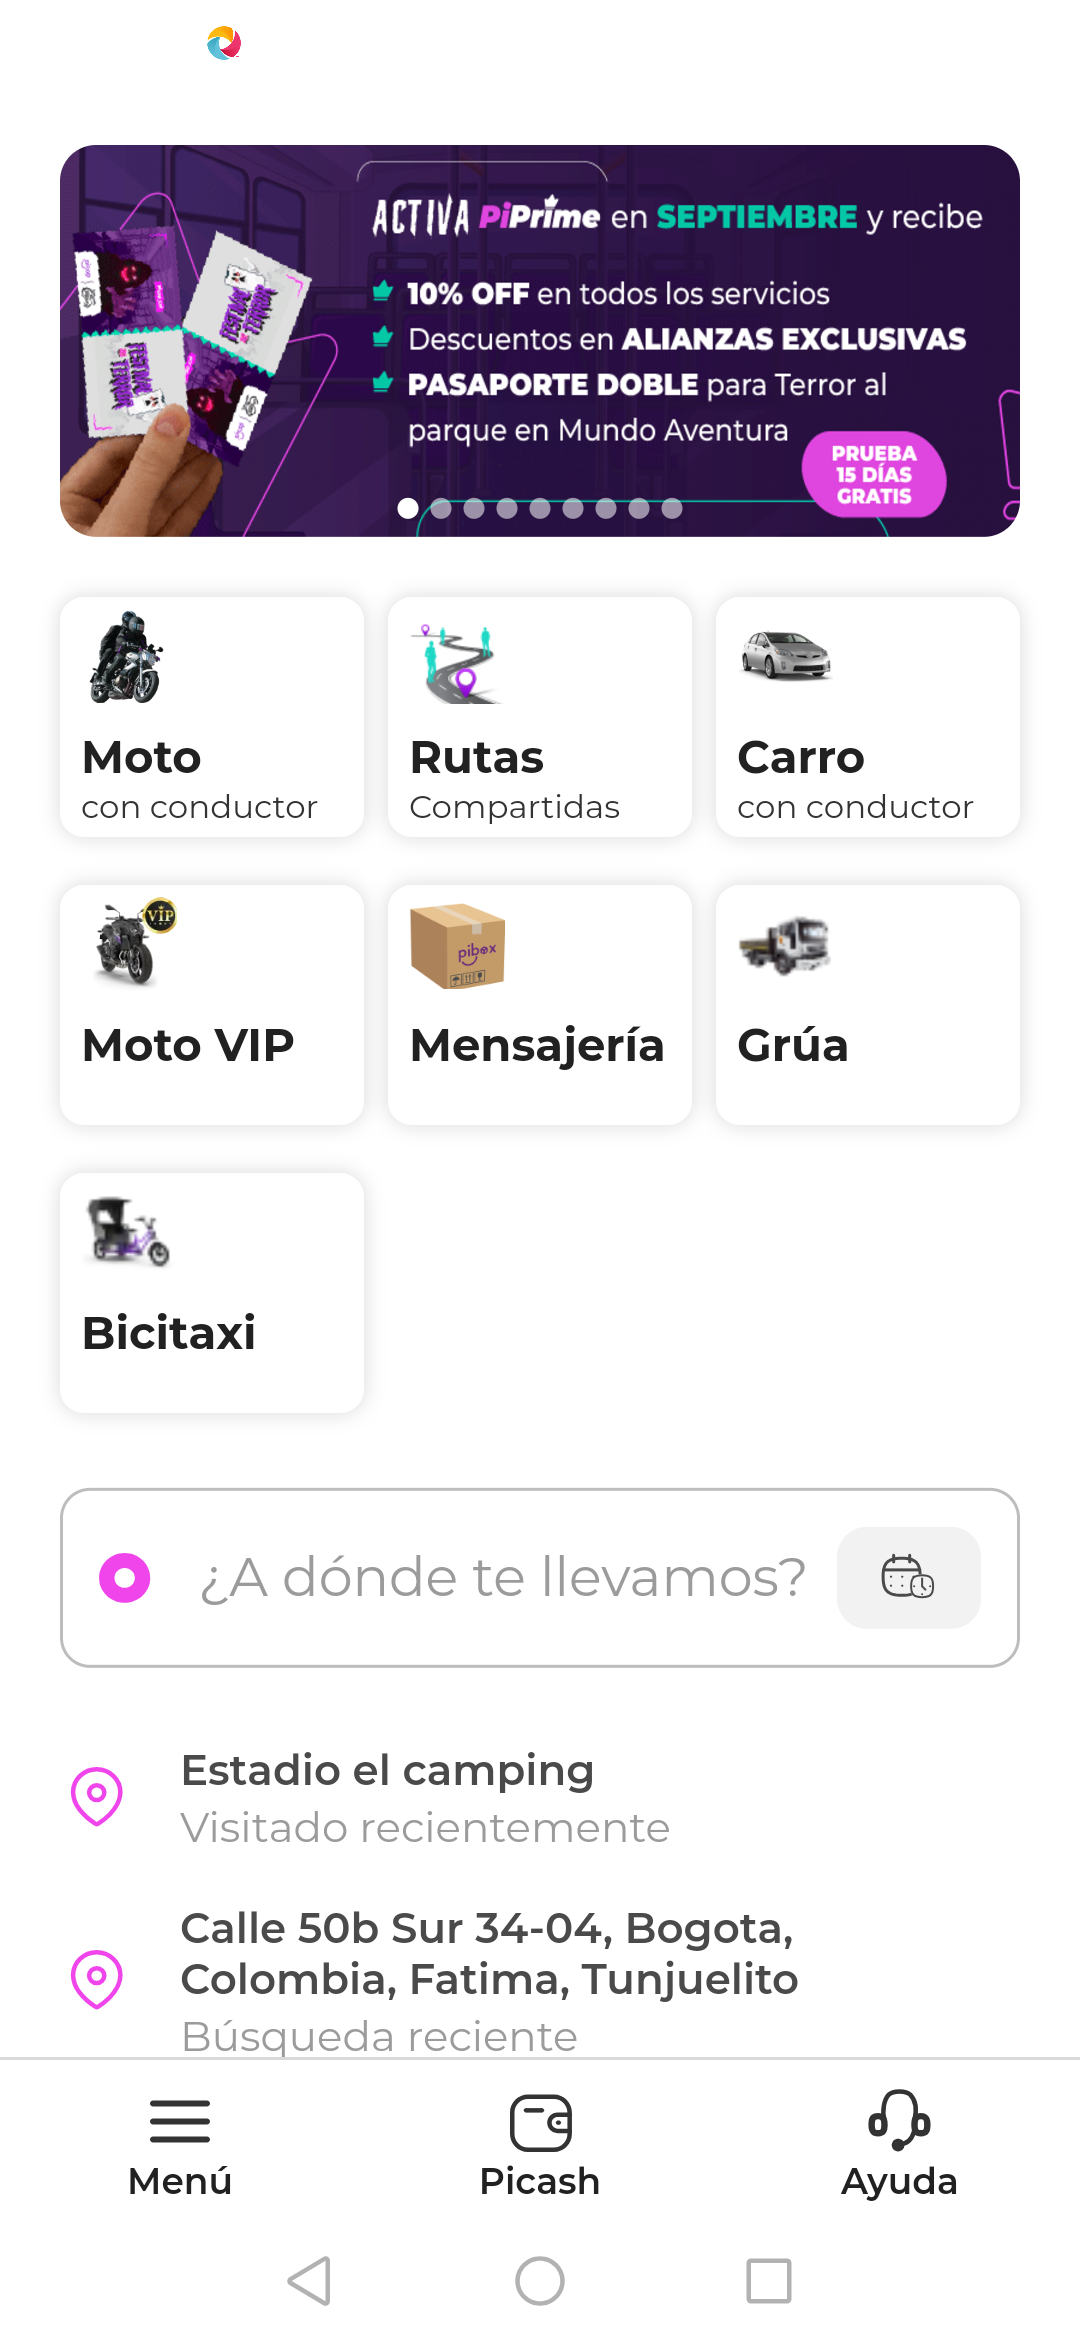 ACTIVA PiPrime en SEPTIEMBRE y recibe
10% OFF en todos los servicios
Descuentos en ALIANZAS EXCLUSIVAS
PASAPORTE DOBLE para Terror al
parque en Mundo Aventura
PRUEBA
15 DÍAS
GRATIS
Moto
con conductor
Rutas
Compartidas
Carro
con conductor
VIP
Moto VIP
pibox
Mensajería
Grúa
Bicitaxi
¿A dónde te llevamos?
Estadio el camping
Visitado recientemente
Calle 50b Sur 34-04, Bogota,
Colombia, Fatima, Tunjuelito
Búsqueda reciente
Menú
Picash
Ayuda